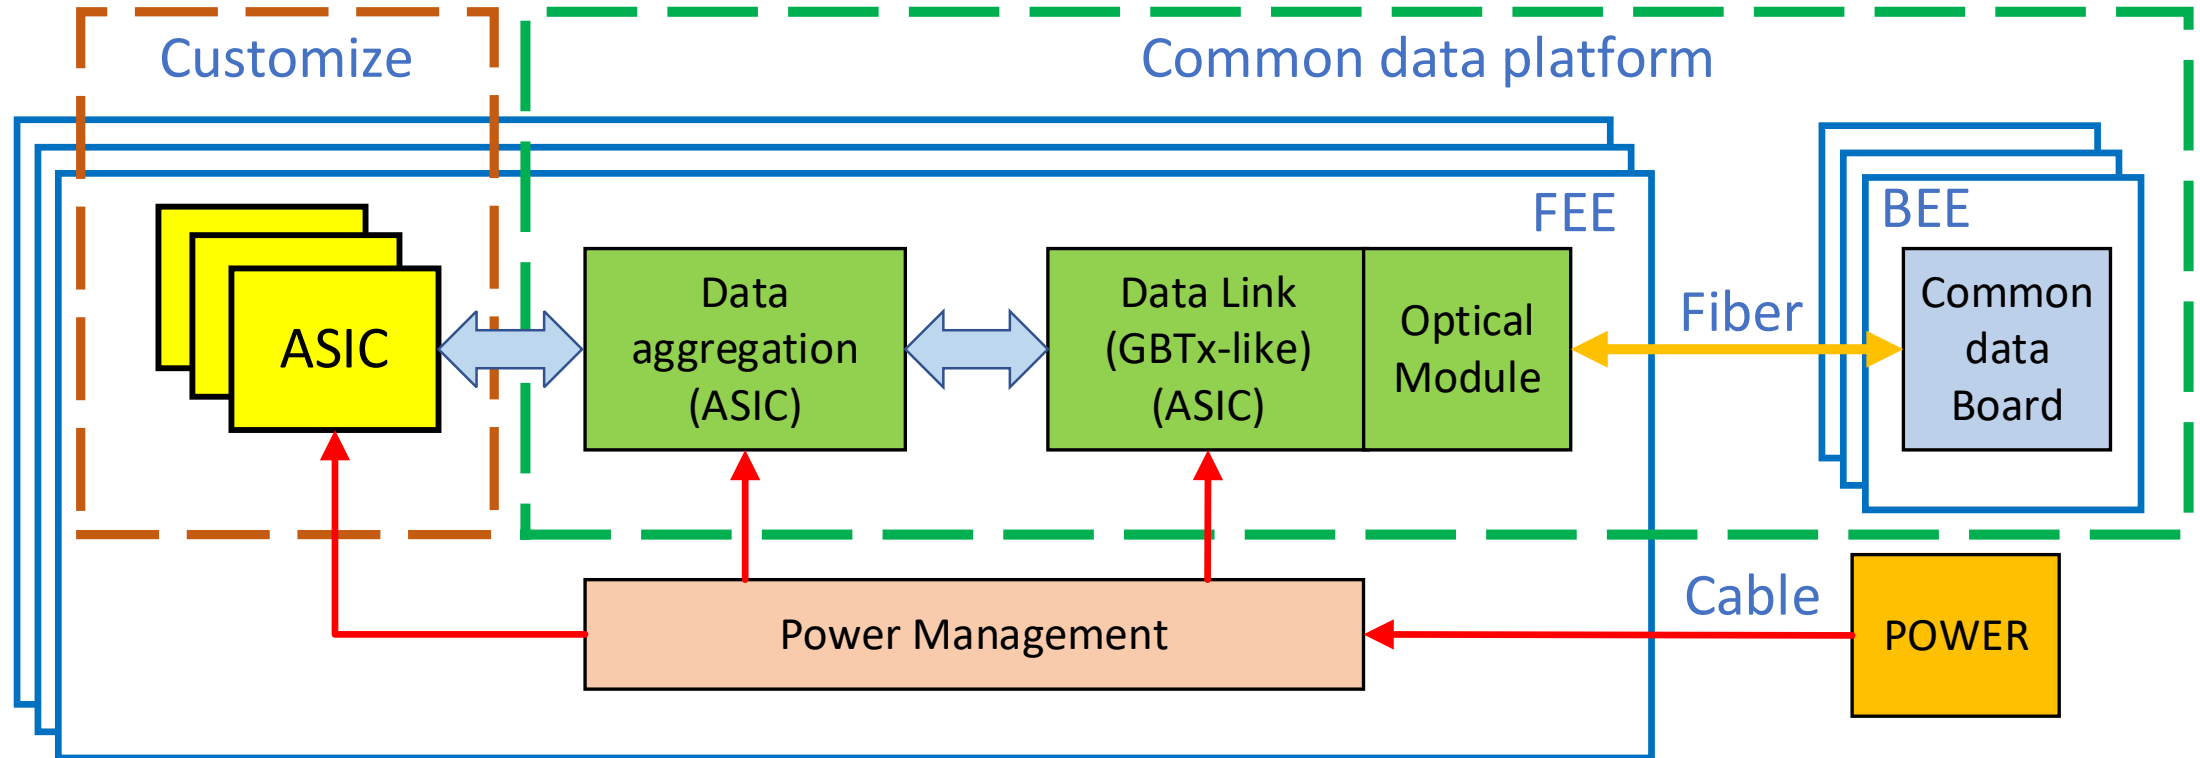 Customize
Common data platform
FEE
BEE
ASIC
Data
aggregation
(ASIC)
Data Link
(GBTx-like)
(ASIC)
Optical
Module
Fiber
Common
data
Board
Power Management
Cable
POWER